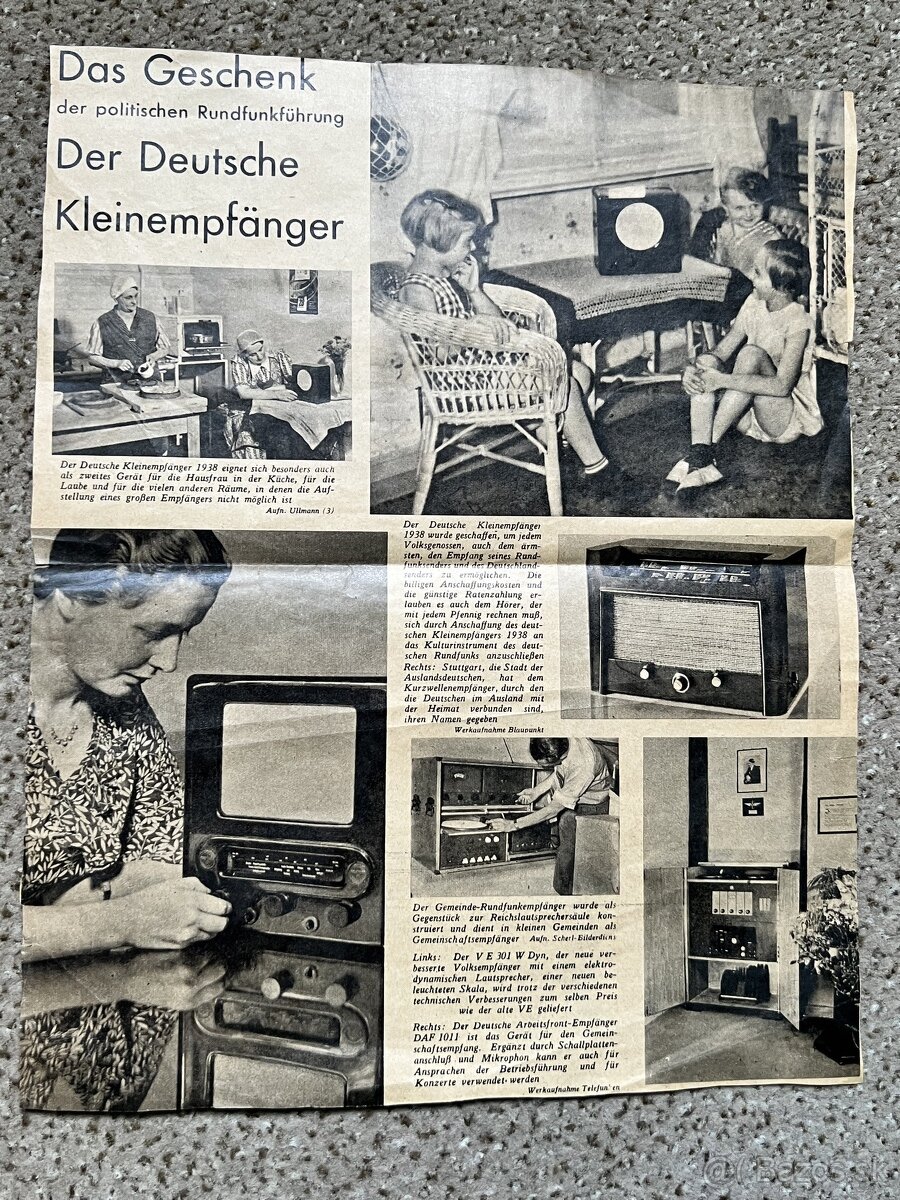 Das Geschenk
der politischen Rundfunkführung
Der Deutsche
Kleinempfänger
Der Deutsche Kleinempfänger 1938 eignet sich besonders auch
als zweites Gerät für die Hausfrau in der Küche, für die
Laube und für die vielen anderen Räume, in denen die Auf-
stellung eines großen Empfängers nicht möglich ist
Aufn. Ullmann (3)
Der Deutsche Kleinempfänger
1938 wurde geschaffen, um jedem
Volksgenossen, auch dem ärm-
sten, den Empfang seines Rund-
funksenders und des Deutschland-
senders zu ermöglichen. Die
billigen Anschaffungskosten und
die günstige Ratenzahlung er-
lauben es auch dem Hörer, der
mit jedem Pfennig rechnen muß,
sich durch Anschaffung des deut-
schen Kleinempfängers 1938 an
das Kulturinstrument des deut-
schen Rundfunks anzuschließen
Rechts: Stuttgart, die Stadt der
Auslandsdeutschen, hat dem
Kurzwellenempfänger, durch den
die Deutschen im Ausland mit
der Heimat verbunden sind,
ihren Namen gegeben
Werkaufnahme Blaupunkt
Der Gemeinde-Rundfunkempfänger wurde als
Gegenstück zur Reichslautsprechersäule kon-
struiert und dient in kleinen Gemeinden als
Gemeinschaftsempfänger Aufn. Scherl-Bilderdiens
Links: Der VE 301 W Dyn, der neue ver-
besserte Volksempfänger mit einem elektro-
dynamischen Lautsprecher, einer neuen be-
leuchteten Skala, wird trotz der verschiedenen
technischen Verbesserungen zum selben Preis
wie der alte VE geliefert
Rechts: Der Deutsche Arbeitsfront-Empfänger
DAF 1011 ist das Gerät für den Gemein-
schaftsempfang. Ergänzt durch Schallplatten-
anschluß und Mikrophon kann er auch für
Ansprachen der Betriebsführung und für
Konzerte verwendet werden
Werkaufnahme Telefun en
@Bazos.sk